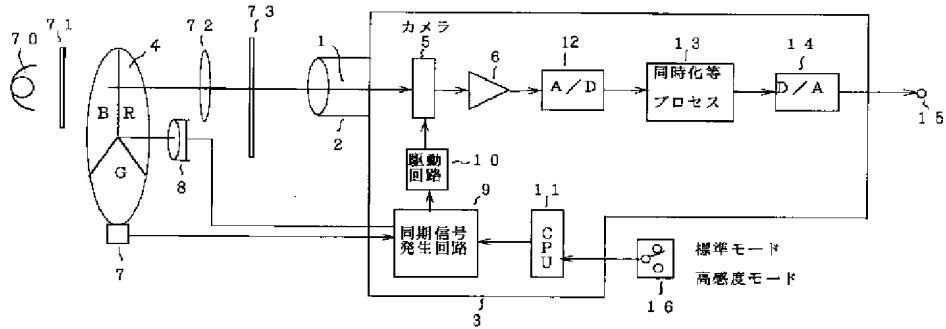 ７０
７１
４
７２
７３
１
２
カメラ
５
６
１２
Ａ／Ｄ
１３
同時化等
プロセス
１４
Ｄ／Ａ
１５
Ｂ
Ｒ
Ｇ
８
７
駆動
回路
１０
９
同期信号
発生回路
１１
ＣＰＵ
標準モード
高感度モード
１６
３